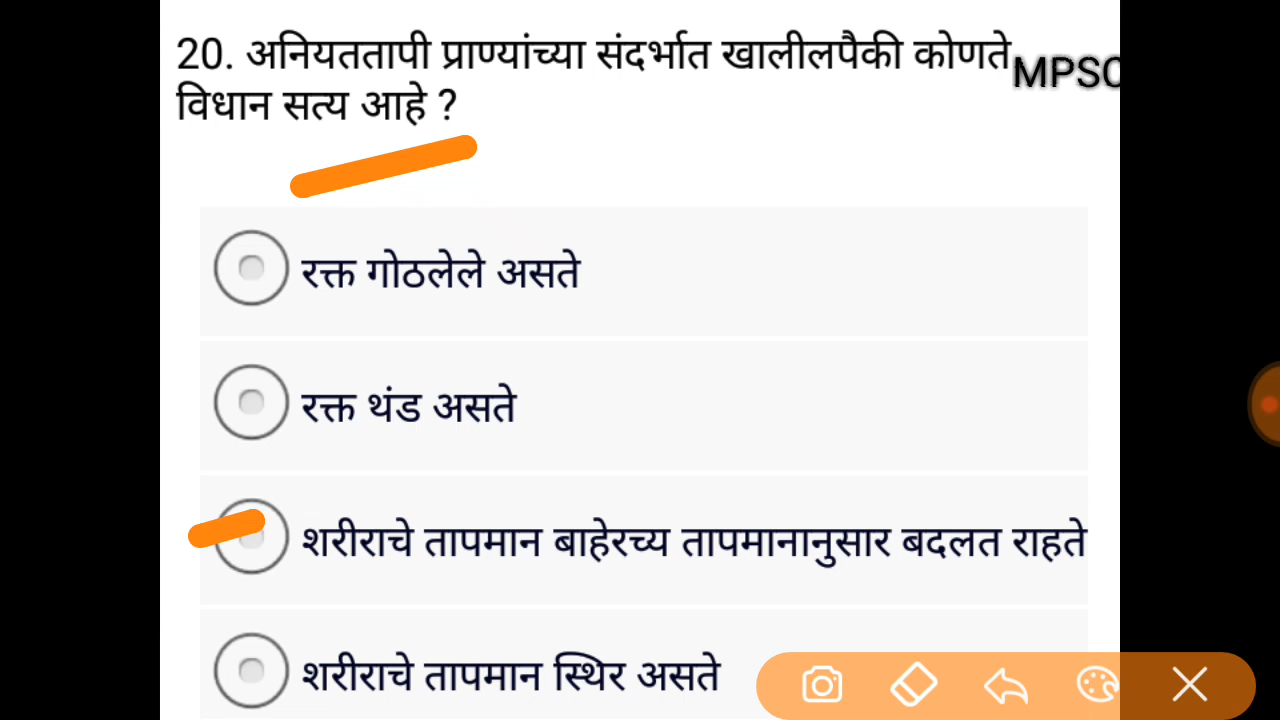 20. अनियततापी प्राण्यांच्या संदर्भात खालीलपैकी कोणते
MPSC
विधान सत्य आहे ?
रक्त गोठलेले असते
रक्त थंड असते
शरीराचे तापमान बाहेरच्य तापमानानुसार बदलत राहते
शरीराचे तापमान स्थिर असते